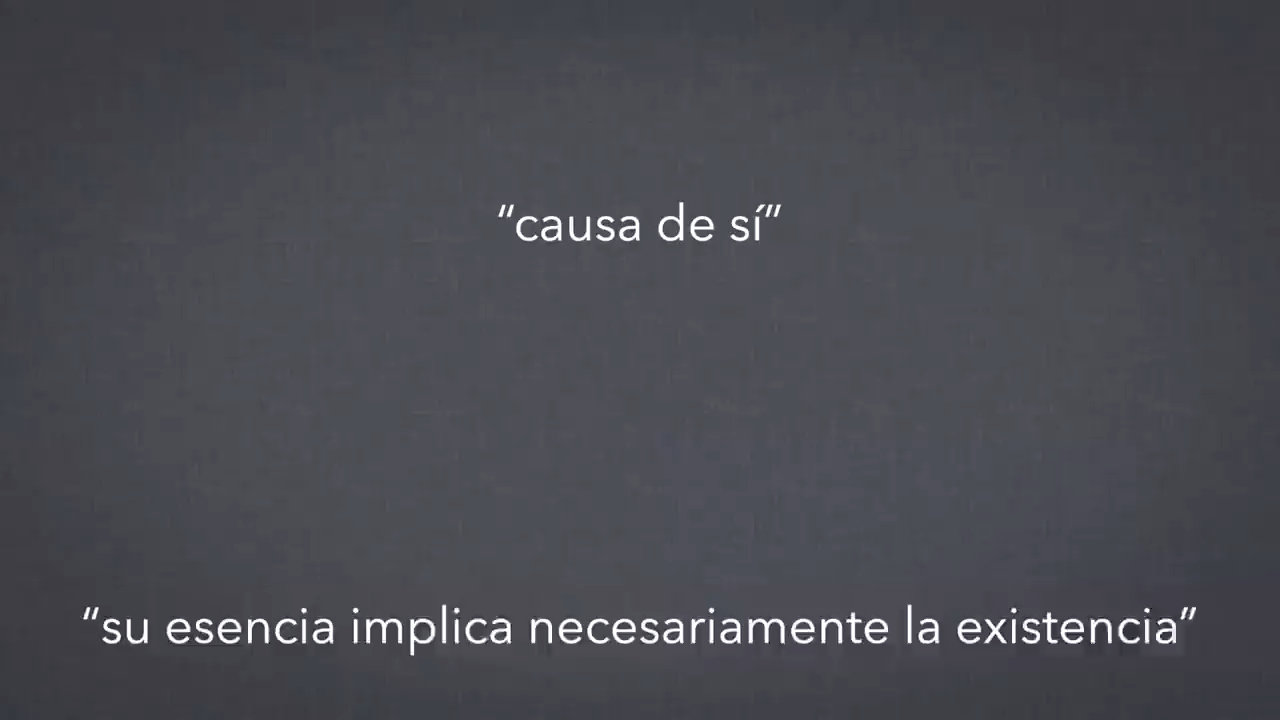 “causa de sí”
“su esencia implica necesariamente la existencia”